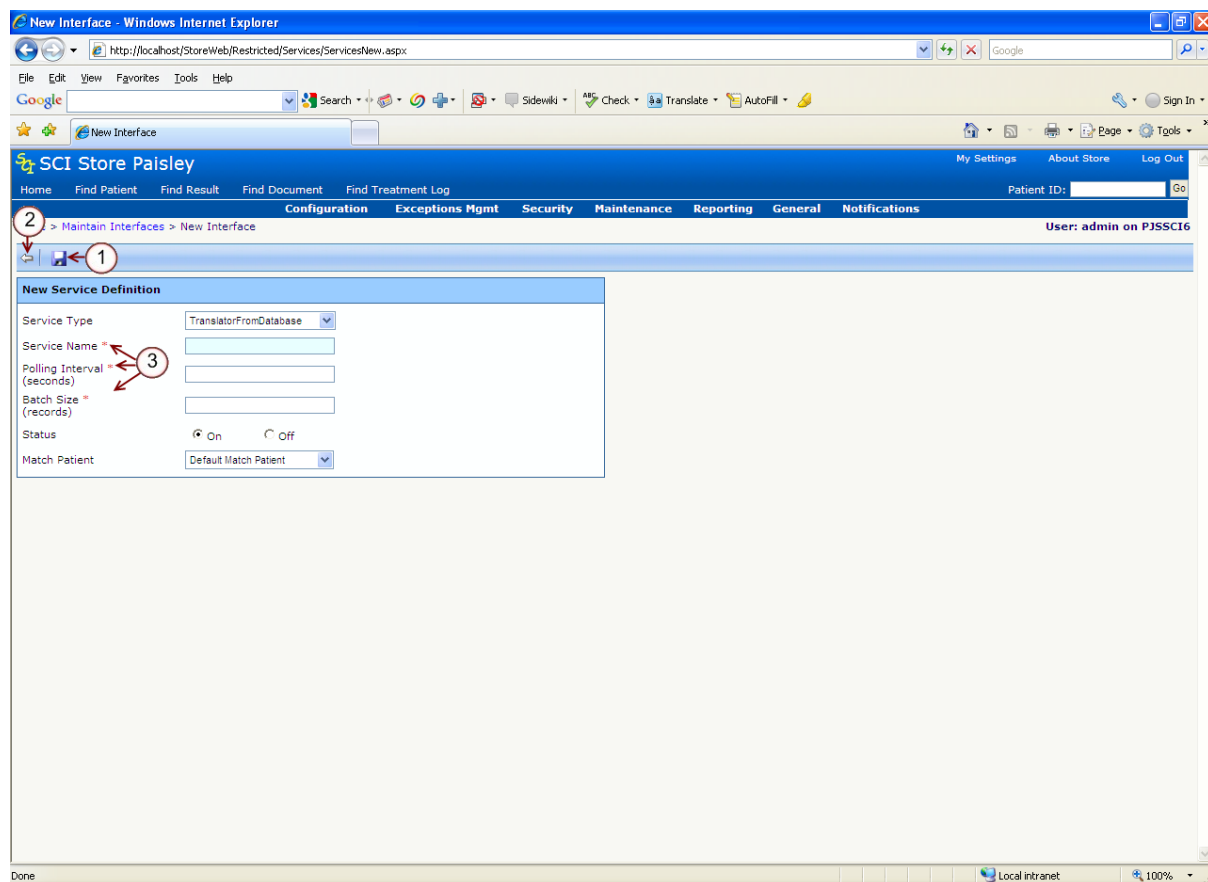 New Interface - Windows Internet Explorer
http://localhost/StoreWeb/Restricted/Services/ServicesNew.aspx
Google
File Edit View Favorites Tools Help
Google Search Sidewiki ABC Check Translate AutoFill Sign In
New Interface Page Tools
SCI Store Paisley My Settings About Store Log Out
Home Find Patient Find Result Find Document Find Treatment Log Patient ID: Go
Configuration Exceptions Mgmt Security Maintenance Reporting General Notifications
2 > Maintain Interfaces > New Interface User: admin on PJSSCI6
1
New Service Definition
Service Type TranslatorFromDatabase
Service Name *
Polling Interval * 3
(seconds)
Batch Size *
(records)
Status On Off
Match Patient Default Match Patient
Done Local intranet 100%